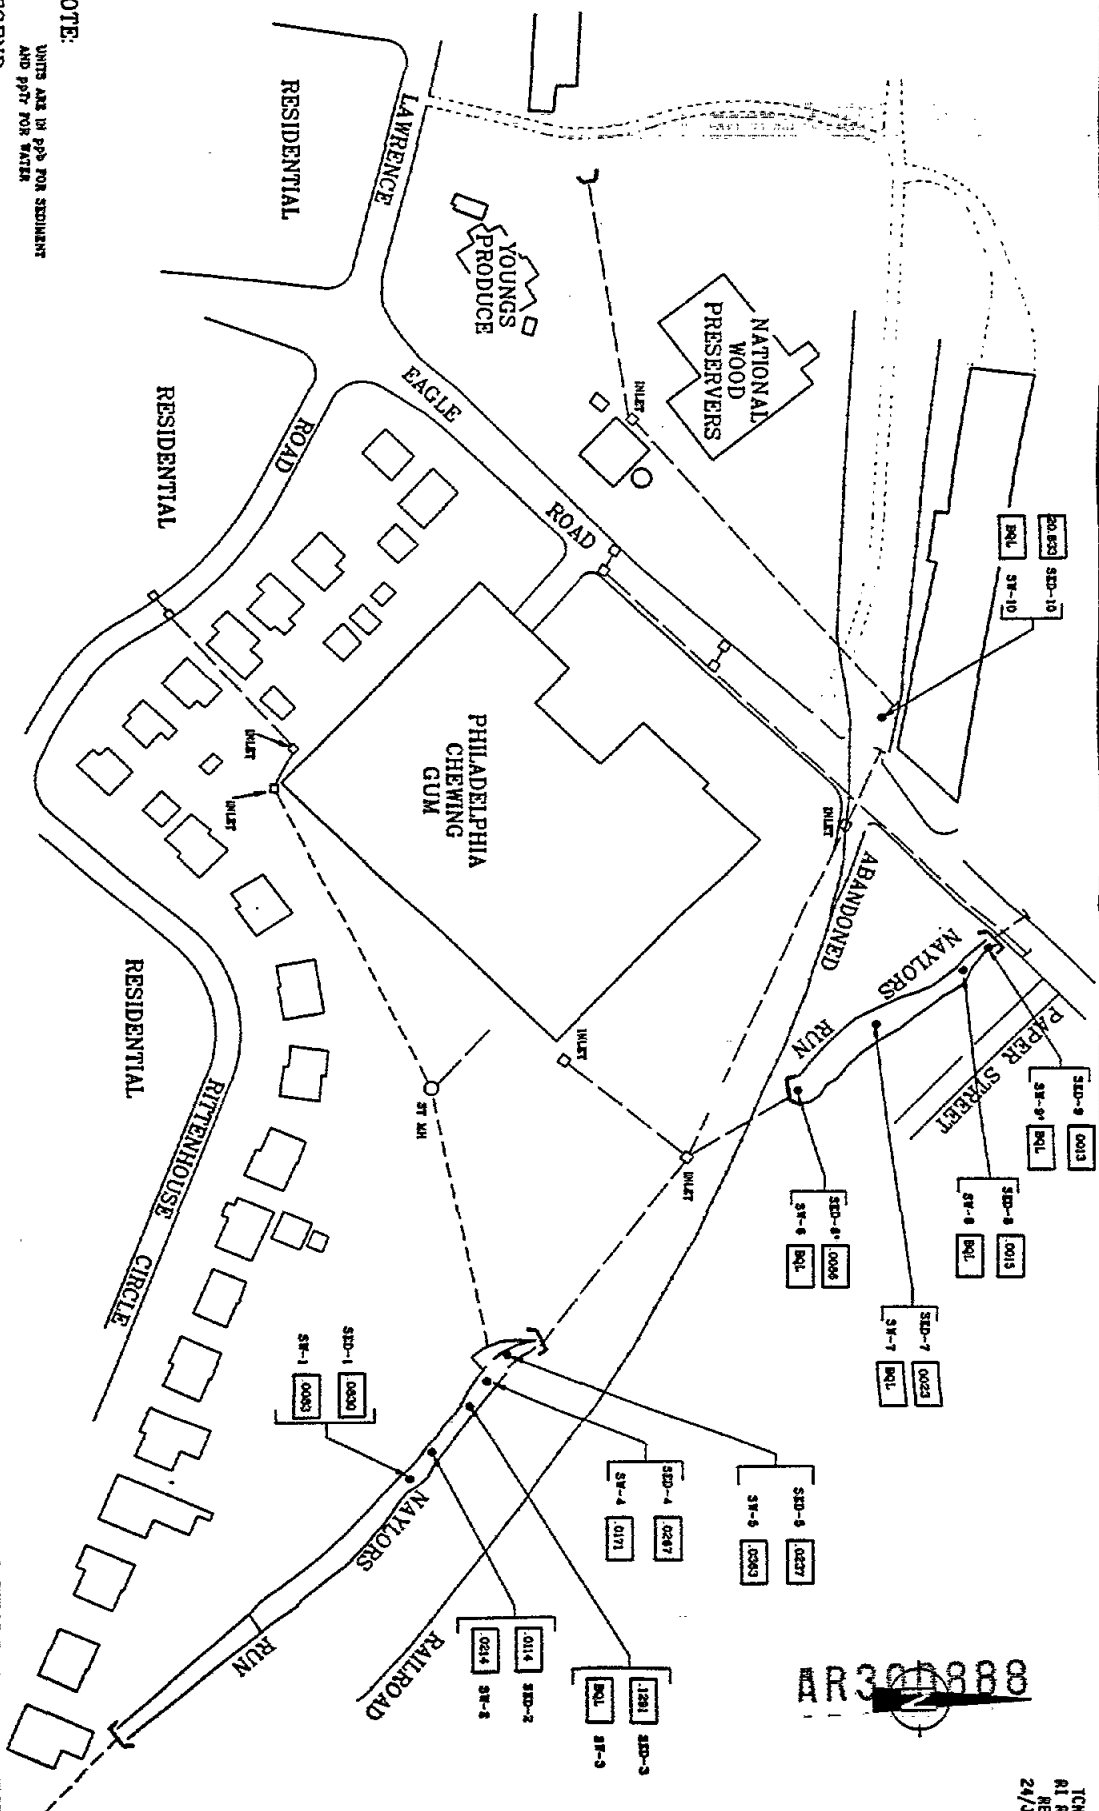 UNITS ARE IN ppb FOR SEDIMENT
AND ppTr FOR WATER
RESIDENTIAL
LAWRENCE
ROAD
YOUNGS
PRODUCE
NATIONAL
WOOD
PRESERVERS
INLET
EAGLE
ROAD
RESIDENTIAL
20.833 SED-10
BQL SW-10
PHILADELPHIA
CHEWING
GUM
INLET
INLET
INLET
ABANDONED
RAILROAD
NAYLORS
RUN
PAPER STREET
SED-9 .0013
SW-9* BQL
SED-8 .0015
SW-8 BQL
SED-7 .0023
SW-7 BQL
SED-6* .0086
SW-6 BQL
INLET
INLET
ST MH
RESIDENTIAL
RITTENHOUSE
CIRCLE
SED-5 .0237
SW-5 .0363
SED-4 .0267
SW-4 .0171
.1281 SED-3
BQL SW-3
.0114 SED-2
.0214 SW-2
SED-1 .0830
SW-1 .0083
NAYLORS
RUN